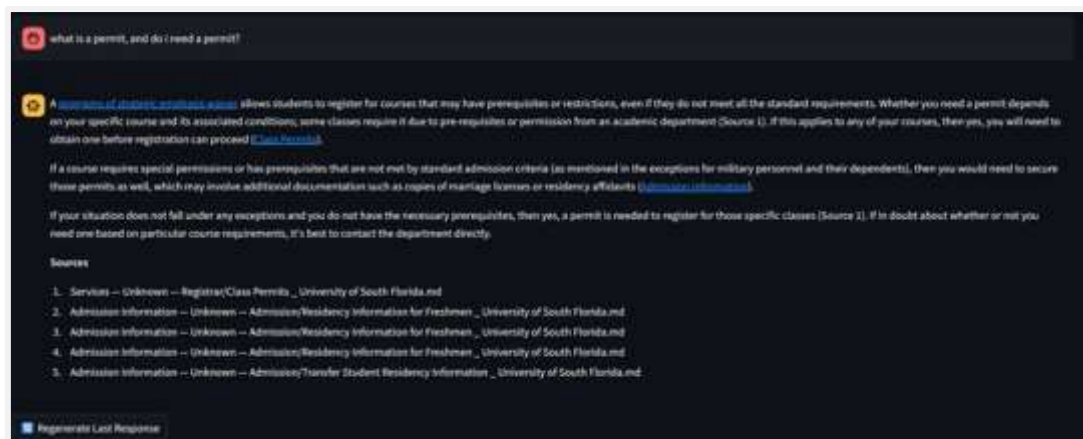 what is a permit, and do i need a permit?
A programs of strategic emphasis waiver allows students to register for courses that may have prerequisites or restrictions, even if they do not meet all the standard requirements. Whether you need a permit depends
on your specific course and its associated conditions; some classes require it due to pre-requisites or permission from an academic department (Source 1). If this applies to any of your courses, then yes, you will need to
obtain one before registration can proceed (Class Permits).
If a course requires special permissions or has prerequisites that are not met by standard admission criteria (as mentioned in the exceptions for military personnel and their dependents), then you would need to secure
those permits as well, which may involve additional documentation such as copies of marriage licenses or residency affidavits (Admission Information).
If your situation does not fall under any exceptions and you do not have the necessary prerequisites, then yes, a permit is needed to register for those specific classes (Source 1). If in doubt about whether or not you
need one based on particular course requirements, it's best to contact the department directly.
Sources
1. Services — Unknown — Registrar/Class Permits _ University of South Florida.md
2. Admission Information — Unknown — Admission/Residency Information for Freshmen _ University of South Florida.md
3. Admission Information — Unknown — Admission/Residency Information for Freshmen _ University of South Florida.md
4. Admission Information — Unknown — Admission/Residency Information for Freshmen _ University of South Florida.md
5. Admission Information — Unknown — Admission/Transfer Student Residency Information _ University of South Florida.md
Regenerate Last Response